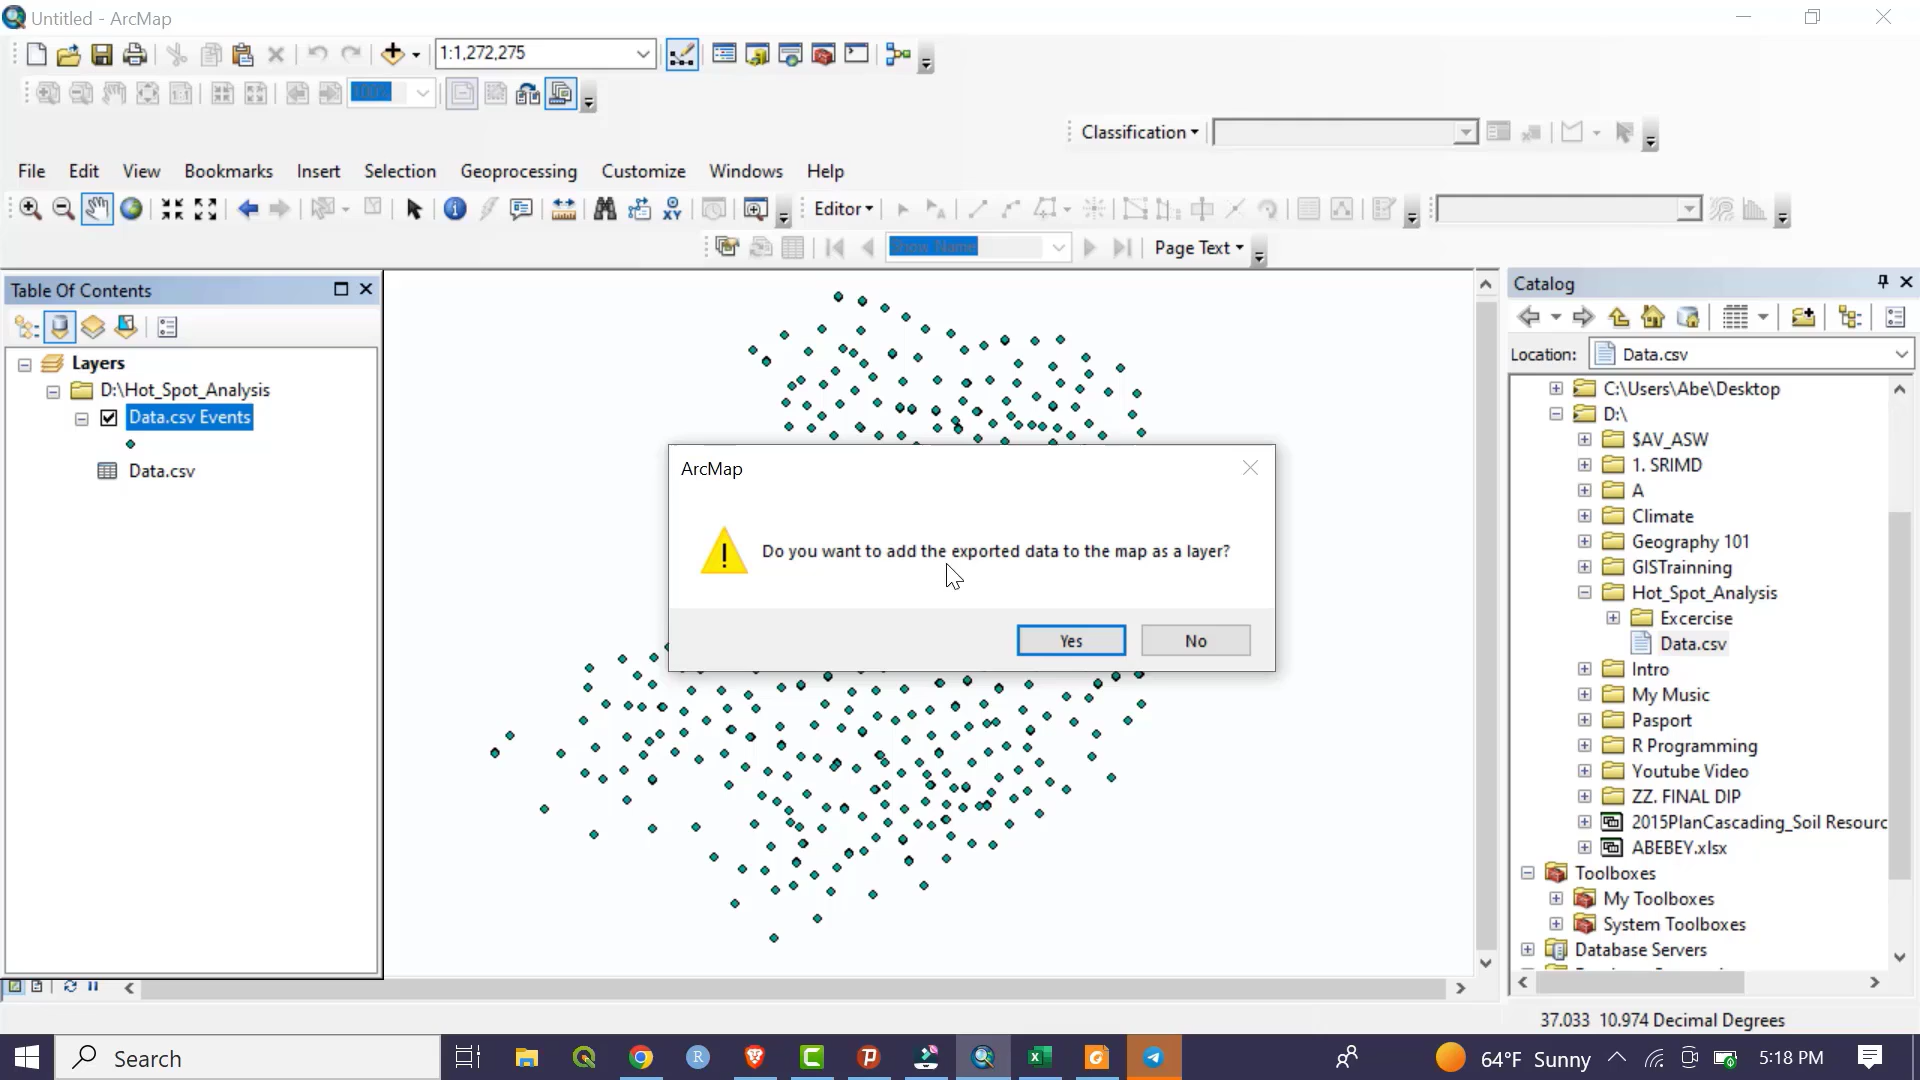 Untitled - ArcMap
1:1,272,275
100%
Classification
File Edit View Bookmarks Insert Selection Geoprocessing Customize Windows Help
Editor
Show Name
Page Text
Table Of Contents
Layers
D:\Hot_Spot_Analysis
Data.csv Events
Data.csv
ArcMap
Do you want to add the exported data to the map as a layer?
Yes
No
Catalog
Location: Data.csv
C:\Users\Abe\Desktop
D:\
$AV_ASW
1. SRIMD
A
Climate
Geography 101
GISTrainning
Hot_Spot_Analysis
Excercise
Data.csv
Intro
My Music
Pasport
R Programming
Youtube Video
ZZ. FINAL DIP
2015PlanCascading_Soil Resourc
ABEBEY.xlsx
Toolboxes
My Toolboxes
System Toolboxes
Database Servers
37.033 10.974 Decimal Degrees
Search
64°F Sunny
5:18 PM